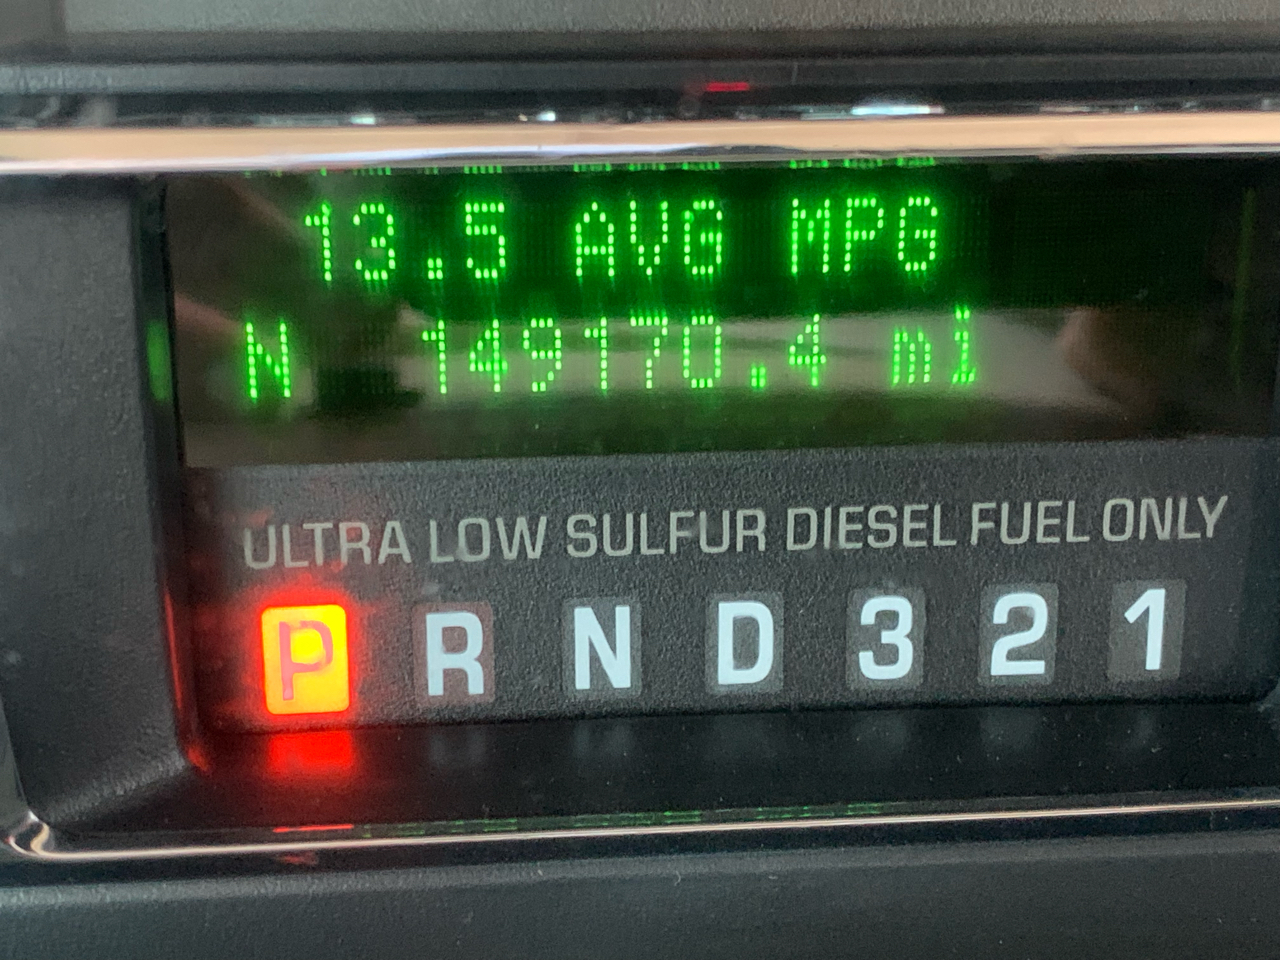 13.5 AVG MPG
N 149170.4 mi
ULTRA LOW SULFUR DIESEL FUEL ONLY
P R N D 3 2 1